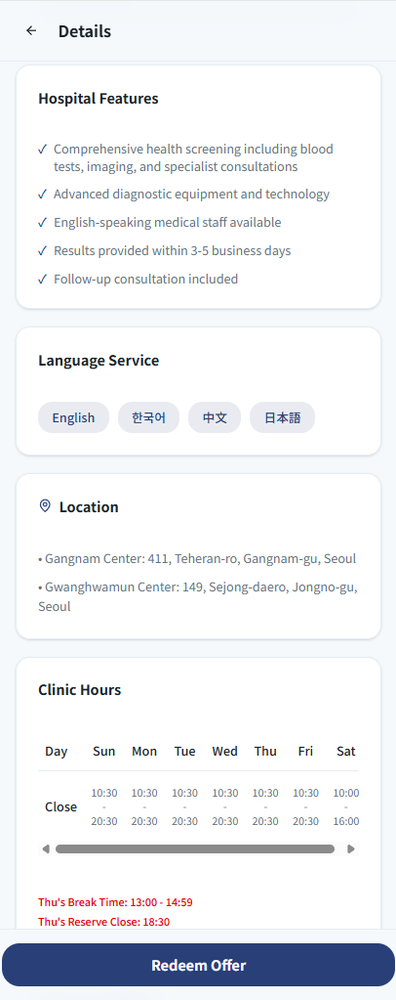 Details
Hospital Features
✓ Comprehensive health screening including blood
tests, imaging, and specialist consultations
✓ Advanced diagnostic equipment and technology
✓ English-speaking medical staff available
✓ Results provided within 3-5 business days
✓ Follow-up consultation included
Language Service
English 한국어 中文 日本語
Location
• Gangnam Center: 411, Teheran-ro, Gangnam-gu, Seoul
• Gwanghwamun Center: 149, Sejong-daero, Jongno-gu,
Seoul
Clinic Hours
Day Sun Mon Tue Wed Thu Fri Sat
10:30 10:30 10:30 10:30 10:30 10:30 10:00
Close - - - - - - -
20:30 20:30 20:30 20:30 20:30 20:30 16:00
Thu's Break Time: 13:00 - 14:59
Thu's Reserve Close: 18:30
Redeem Offer